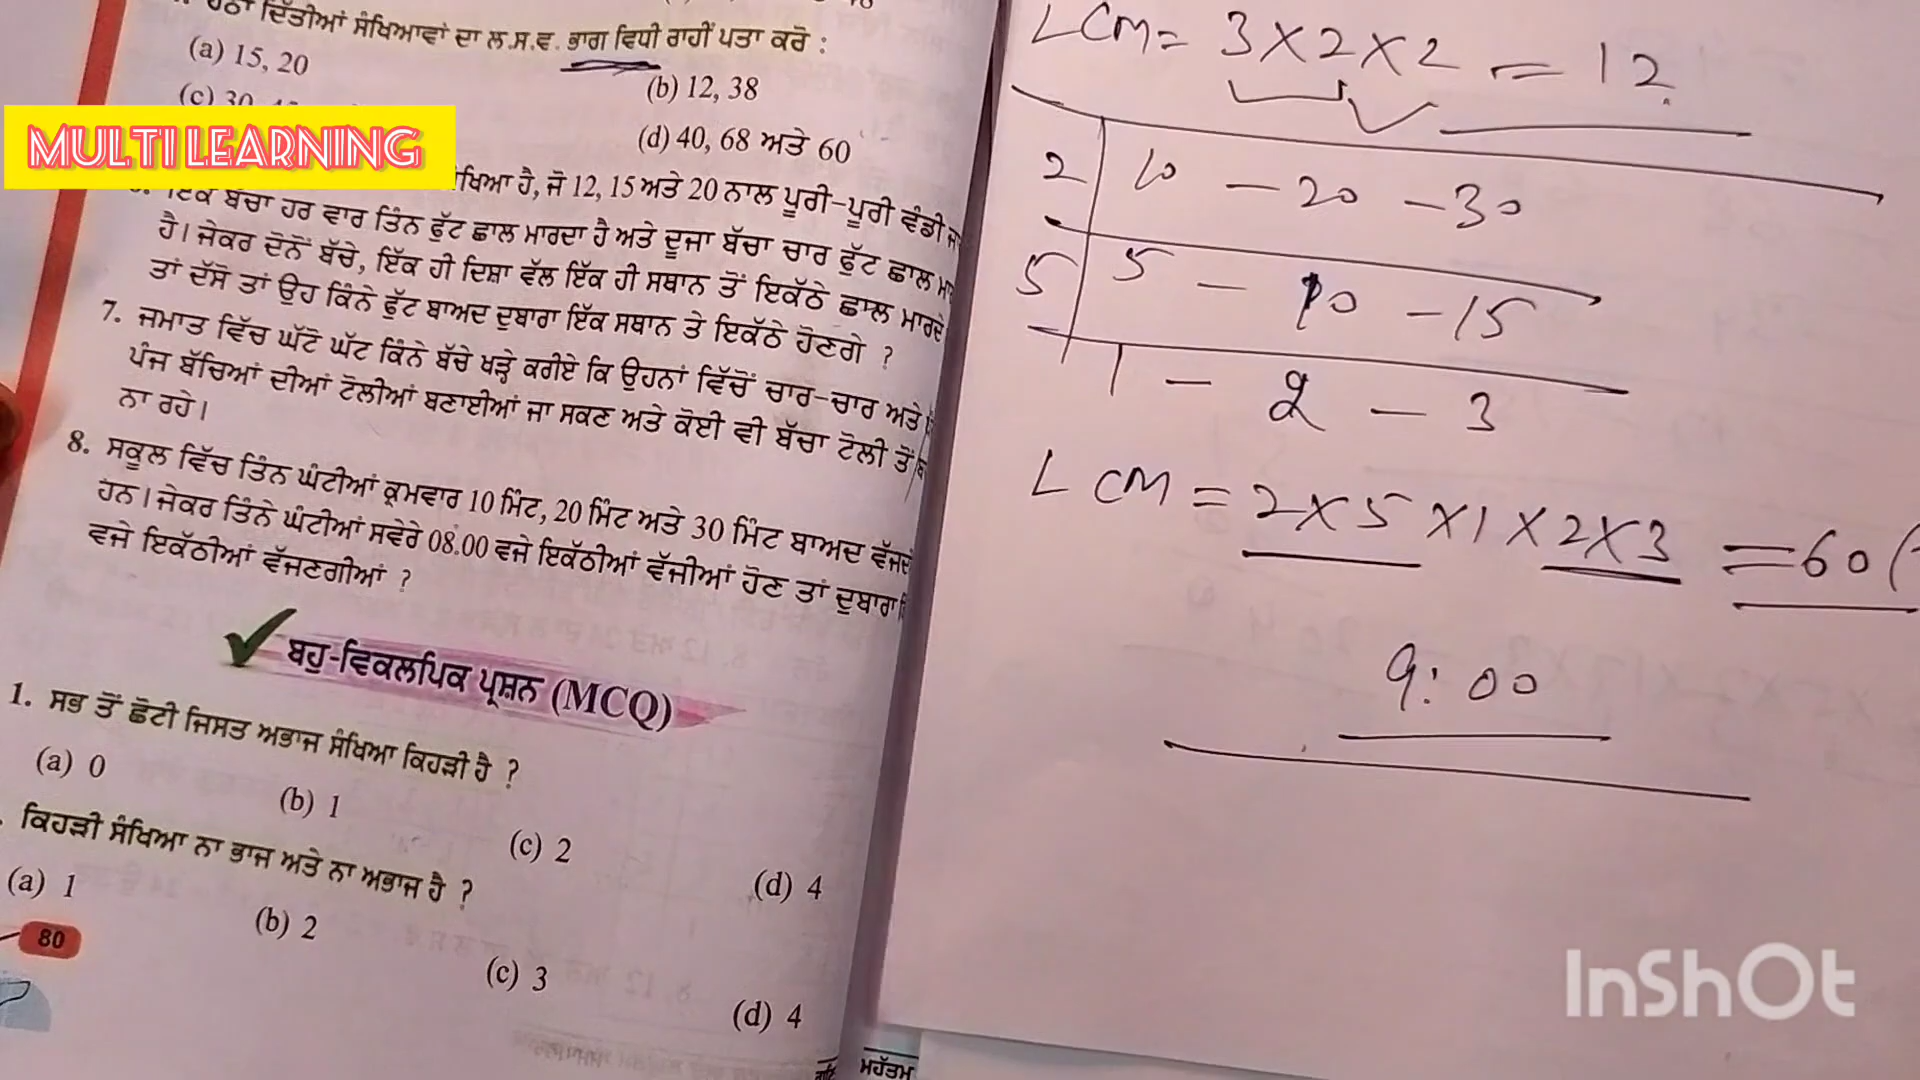 ਦਿੱਤੀਆਂ ਸੰਖਿਆਵਾਂ ਦਾ ਲ.ਸ.ਵ. ਭਾਗ ਵਿਧੀ ਰਾਹੀਂ ਪਤਾ ਕਰੋ :
(a) 15, 20
(b) 12, 38
(c) 30,
(d) 40, 68 ਅਤੇ 60
MULTI LEARNING
ਹੈ, ਜੋ 12, 15 ਅਤੇ 20 ਨਾਲ ਪੂਰੀ-ਪੂਰੀ ਵੰਡੀ
ਇਕ ਬੱਚਾ ਹਰ ਵਾਰ ਤਿੰਨ ਫੁੱਟ ਛਾਲ ਮਾਰਦਾ ਹੈ ਅਤੇ ਦੂਜਾ ਬੱਚਾ ਚਾਰ ਫੁੱਟ ਛਾਲ
ਹੈ। ਜੇਕਰ ਦੋਨੋਂ ਬੱਚੇ, ਇੱਕ ਹੀ ਦਿਸ਼ਾ ਵੱਲ ਇੱਕ ਹੀ ਸਥਾਨ ਤੋਂ ਇਕੱਠੇ ਛਾਲ ਮਾਰਦੇ
ਤਾਂ ਦੱਸੋ ਤਾਂ ਉਹ ਕਿੰਨੇ ਫੁੱਟ ਬਾਅਦ ਦੁਬਾਰਾ ਇੱਕ ਸਥਾਨ ਤੇ ਇਕੱਠੇ ਹੋਣਗੇ ?
7. ਜਮਾਤ ਵਿੱਚ ਘੱਟੋ ਘੱਟ ਕਿੰਨੇ ਬੱਚੇ ਖੜ੍ਹੇ ਕਰੀਏ ਕਿ ਉਹਨਾਂ ਵਿੱਚੋਂ ਚਾਰ-ਚਾਰ ਅਤੇ
ਪੰਜ ਬੱਚਿਆਂ ਦੀਆਂ ਟੋਲੀਆਂ ਬਣਾਈਆਂ ਜਾ ਸਕਣ ਅਤੇ ਕੋਈ ਵੀ ਬੱਚਾ ਟੋਲੀ ਤੋਂ
ਨਾ ਰਹੇ।
8. ਸਕੂਲ ਵਿੱਚ ਤਿੰਨ ਘੰਟੀਆਂ ਕ੍ਰਮਵਾਰ 10 ਮਿੰਟ, 20 ਮਿੰਟ ਅਤੇ 30 ਮਿੰਟ ਬਾਅਦ
ਹਨ। ਜੇਕਰ ਤਿੰਨੇ ਘੰਟੀਆਂ ਸਵੇਰੇ 08.00 ਵਜੇ ਇਕੱਠੀਆਂ ਵੱਜੀਆਂ ਹੋਣ ਤਾਂ ਦੁਬਾਰਾ
ਵਜੇ ਇਕੱਠੀਆਂ ਵੱਜਣਗੀਆਂ ?
ਬਹੁ-ਵਿਕਲਪਿਕ ਪ੍ਰਸ਼ਨ (MCQ)
1. ਸਭ ਤੋਂ ਛੋਟੀ ਜਿਸਤ ਅਭਾਜ ਸੰਖਿਆ ਕਿਹੜੀ ਹੈ ?
(a) 0
(b) 1
(c) 2
(d) 4
ਕਿਹੜੀ ਸੰਖਿਆ ਨਾ ਭਾਜ ਅਤੇ ਨਾ ਅਭਾਜ ਹੈ ?
(a) 1
(b) 2
(c) 3
(d) 4
80
LCM = 3 × 2 × 2 = 12
2 10 - 20 - 30
5 5 - 10 - 15
1 - 2 - 3
LCM = 2 × 5 × 1 × 2 × 3 = 60 (
9:00
ਮਹੱਤਮ
InShOt